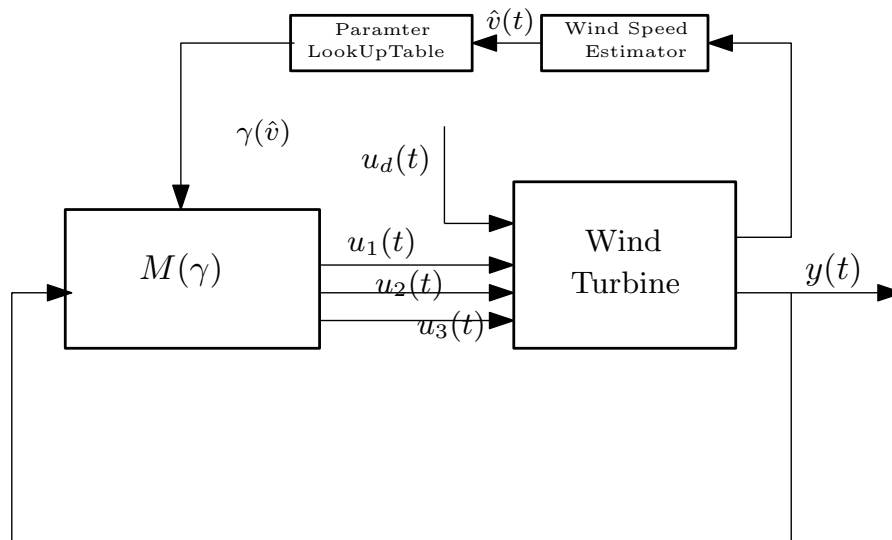 Paramter
LookUpTable
v̂(t)
Wind Speed
Estimator
γ(v̂)
u_d(t)
M(γ)
u_1(t)
u_2(t)
u_3(t)
Wind
Turbine
y(t)